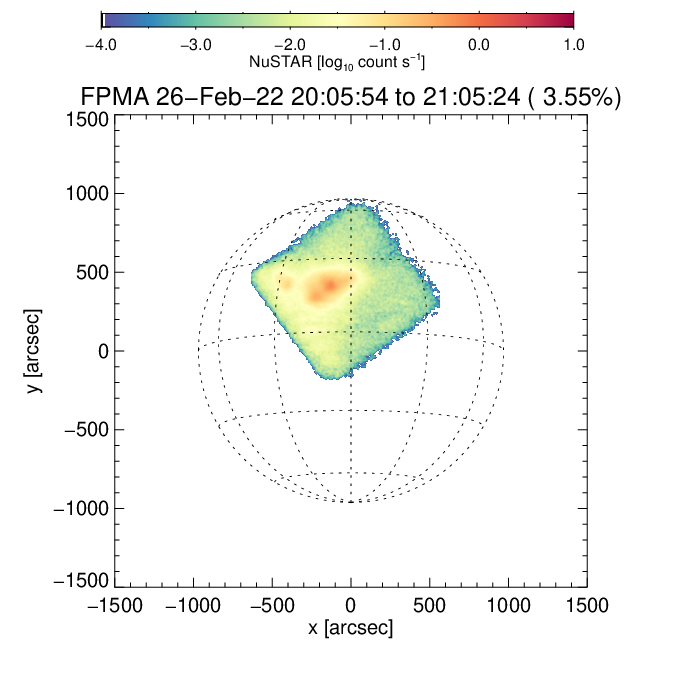 −4.0 −3.0 −2.0 −1.0 0.0 1.0
NuSTAR [log₁₀ count s⁻¹]
FPMA 26−Feb−22 20:05:54 to 21:05:24 ( 3.55%)
1500
1000
500
0
−500
−1000
−1500
y [arcsec]
−1500 −1000 −500 0 500 1000 1500
x [arcsec]